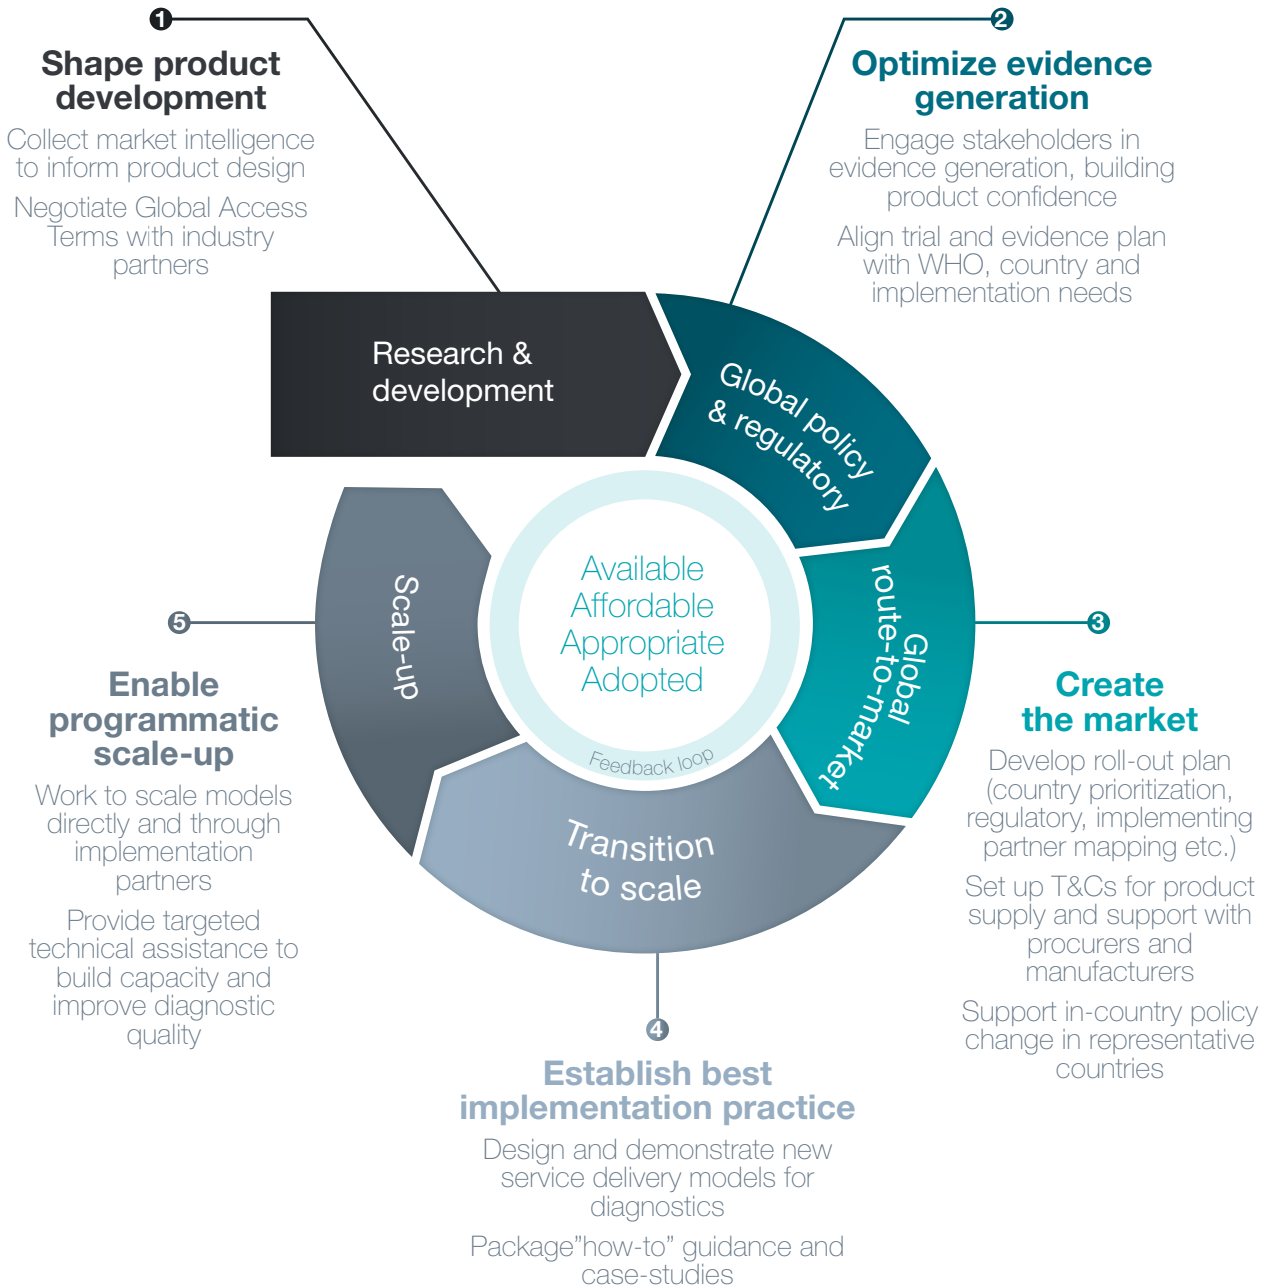 1
Shape product
development
Collect market intelligence
to inform product design
Negotiate Global Access
Terms with industry
partners
2
Optimize evidence
generation
Engage stakeholders in
evidence generation, building
product confidence
Align trial and evidence plan
with WHO, country and
implementation needs
Research &
development
Global policy
& regulatory
Global
route-to-market
Transition
to scale
Scale-up
Available
Affordable
Appropriate
Adopted
Feedback loop
3
Create
the market
Develop roll-out plan
(country prioritization,
regulatory, implementing
partner mapping etc.)
Set up T&Cs for product
supply and support with
procurers and
manufacturers
Support in-country policy
change in representative
countries
4
Establish best
implementation practice
Design and demonstrate new
service delivery models for
diagnostics
Package”how-to” guidance and
case-studies
5
Enable
programmatic
scale-up
Work to scale models
directly and through
implementation
partners
Provide targeted
technical assistance to
build capacity and
improve diagnostic
quality